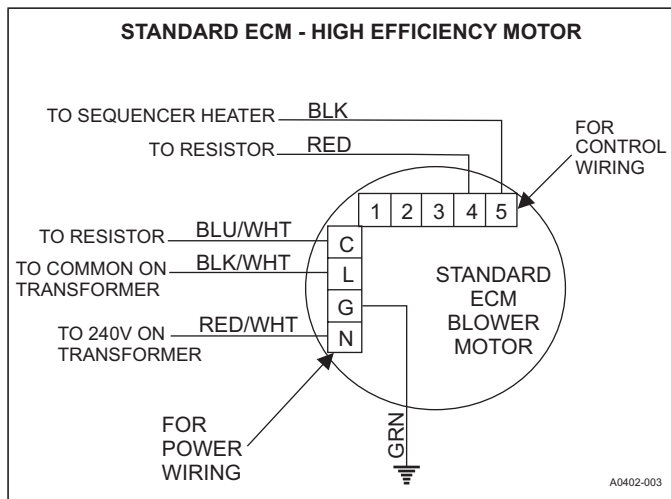 STANDARD ECM - HIGH EFFICIENCY MOTOR
TO SEQUENCER HEATER BLK
TO RESISTOR RED
FOR
CONTROL
WIRING
1 2 3 4 5
TO RESISTOR BLU/WHT
C
TO COMMON ON
TRANSFORMER
BLK/WHT
L
G
TO 240V ON
TRANSFORMER
RED/WHT
N
STANDARD
ECM
BLOWER
MOTOR
FOR
POWER
WIRING
GRN
A0402-003